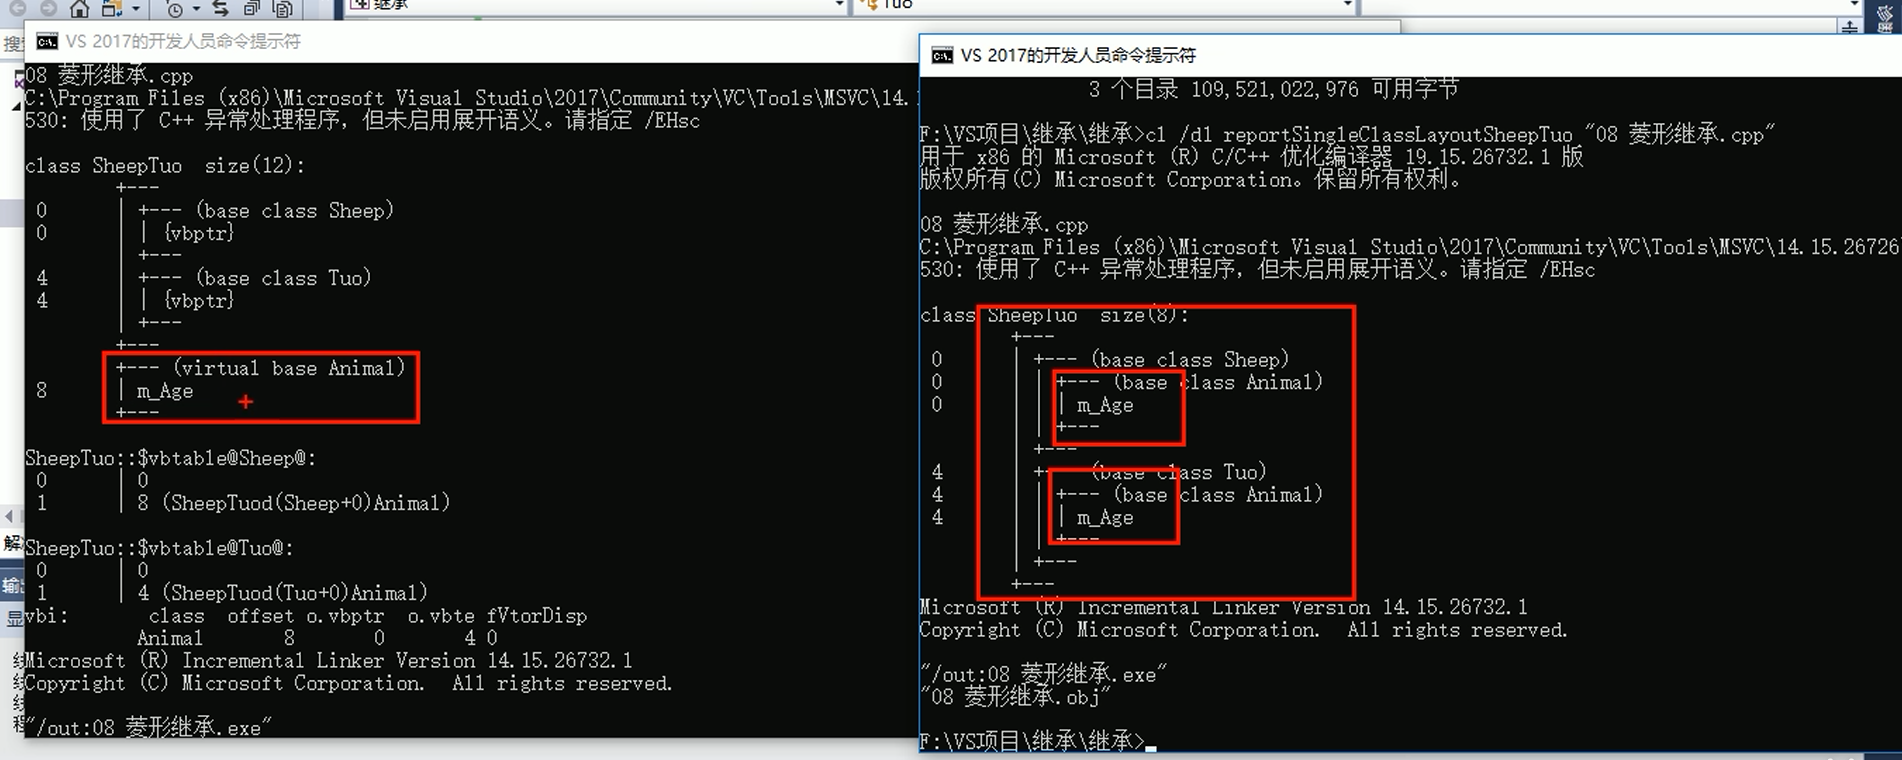 继承
Tuo
VS 2017的开发人员命令提示符
08 菱形继承.cpp
C:\Program Files (x86)\Microsoft Visual Studio\2017\Community\VC\Tools\MSVC\14.
530: 使用了 C++ 异常处理程序，但未启用展开语义。请指定 /EHsc
class SheepTuo  size(12):
+---
0 | +--- (base class Sheep)
0 | | {vbptr}
| +---
4 | +--- (base class Tuo)
4 | | {vbptr}
| +---
+---
+--- (virtual base Animal)
8 | m_Age
+---
SheepTuo::$vbtable@Sheep@:
0 | 0
1 | 8 (SheepTuod(Sheep+0)Animal)
SheepTuo::$vbtable@Tuo@:
0 | 0
1 | 4 (SheepTuod(Tuo+0)Animal)
vbi: class offset o.vbptr o.vbte fVtorDisp
Animal 8 0 4 0
Microsoft (R) Incremental Linker Version 14.15.26732.1
Copyright (C) Microsoft Corporation.  All rights reserved.
"/out:08 菱形继承.exe"
VS 2017的开发人员命令提示符
3 个目录 109,521,022,976 可用字节
F:\VS项目\继承\继承>cl /d1 reportSingleClassLayoutSheepTuo "08 菱形继承.cpp"
用于 x86 的 Microsoft (R) C/C++ 优化编译器 19.15.26732.1 版
版权所有(C) Microsoft Corporation。保留所有权利。
08 菱形继承.cpp
C:\Program Files (x86)\Microsoft Visual Studio\2017\Community\VC\Tools\MSVC\14.15.26726
530: 使用了 C++ 异常处理程序，但未启用展开语义。请指定 /EHsc
class SheepTuo  size(8):
+---
0 | +--- (base class Sheep)
0 | | +--- (base class Animal)
0 | | | m_Age
| | +---
| +---
4 | +--- (base class Tuo)
4 | | +--- (base class Animal)
4 | | | m_Age
| | +---
| +---
+---
Microsoft (R) Incremental Linker Version 14.15.26732.1
Copyright (C) Microsoft Corporation.  All rights reserved.
"/out:08 菱形继承.exe"
"08 菱形继承.obj"
F:\VS项目\继承\继承>